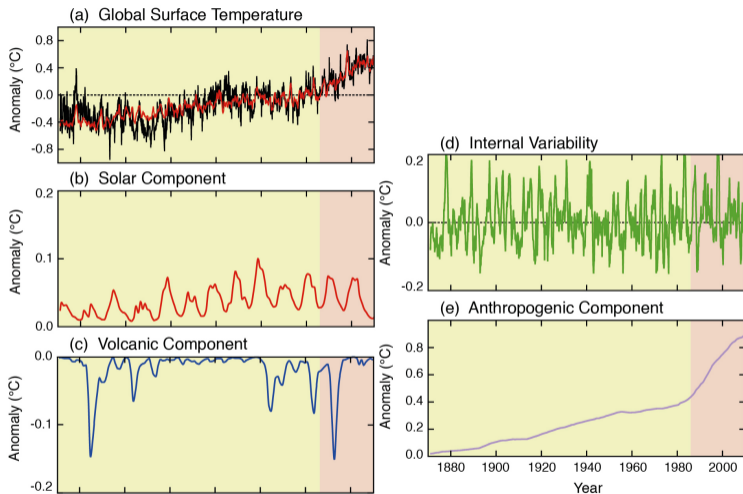 (a) Global Surface Temperature
0.8
0.4
0.0
-0.4
-0.8
Anomaly (°C)
(b) Solar Component
0.2
0.1
0.0
Anomaly (°C)
(c) Volcanic Component
0.0
-0.1
-0.2
Anomaly (°C)
(d) Internal Variability
0.2
0.0
-0.2
Anomaly (°C)
(e) Anthropogenic Component
0.8
0.6
0.4
0.2
0.0
Anomaly (°C)
1880 1900 1920 1940 1960 1980 2000
Year